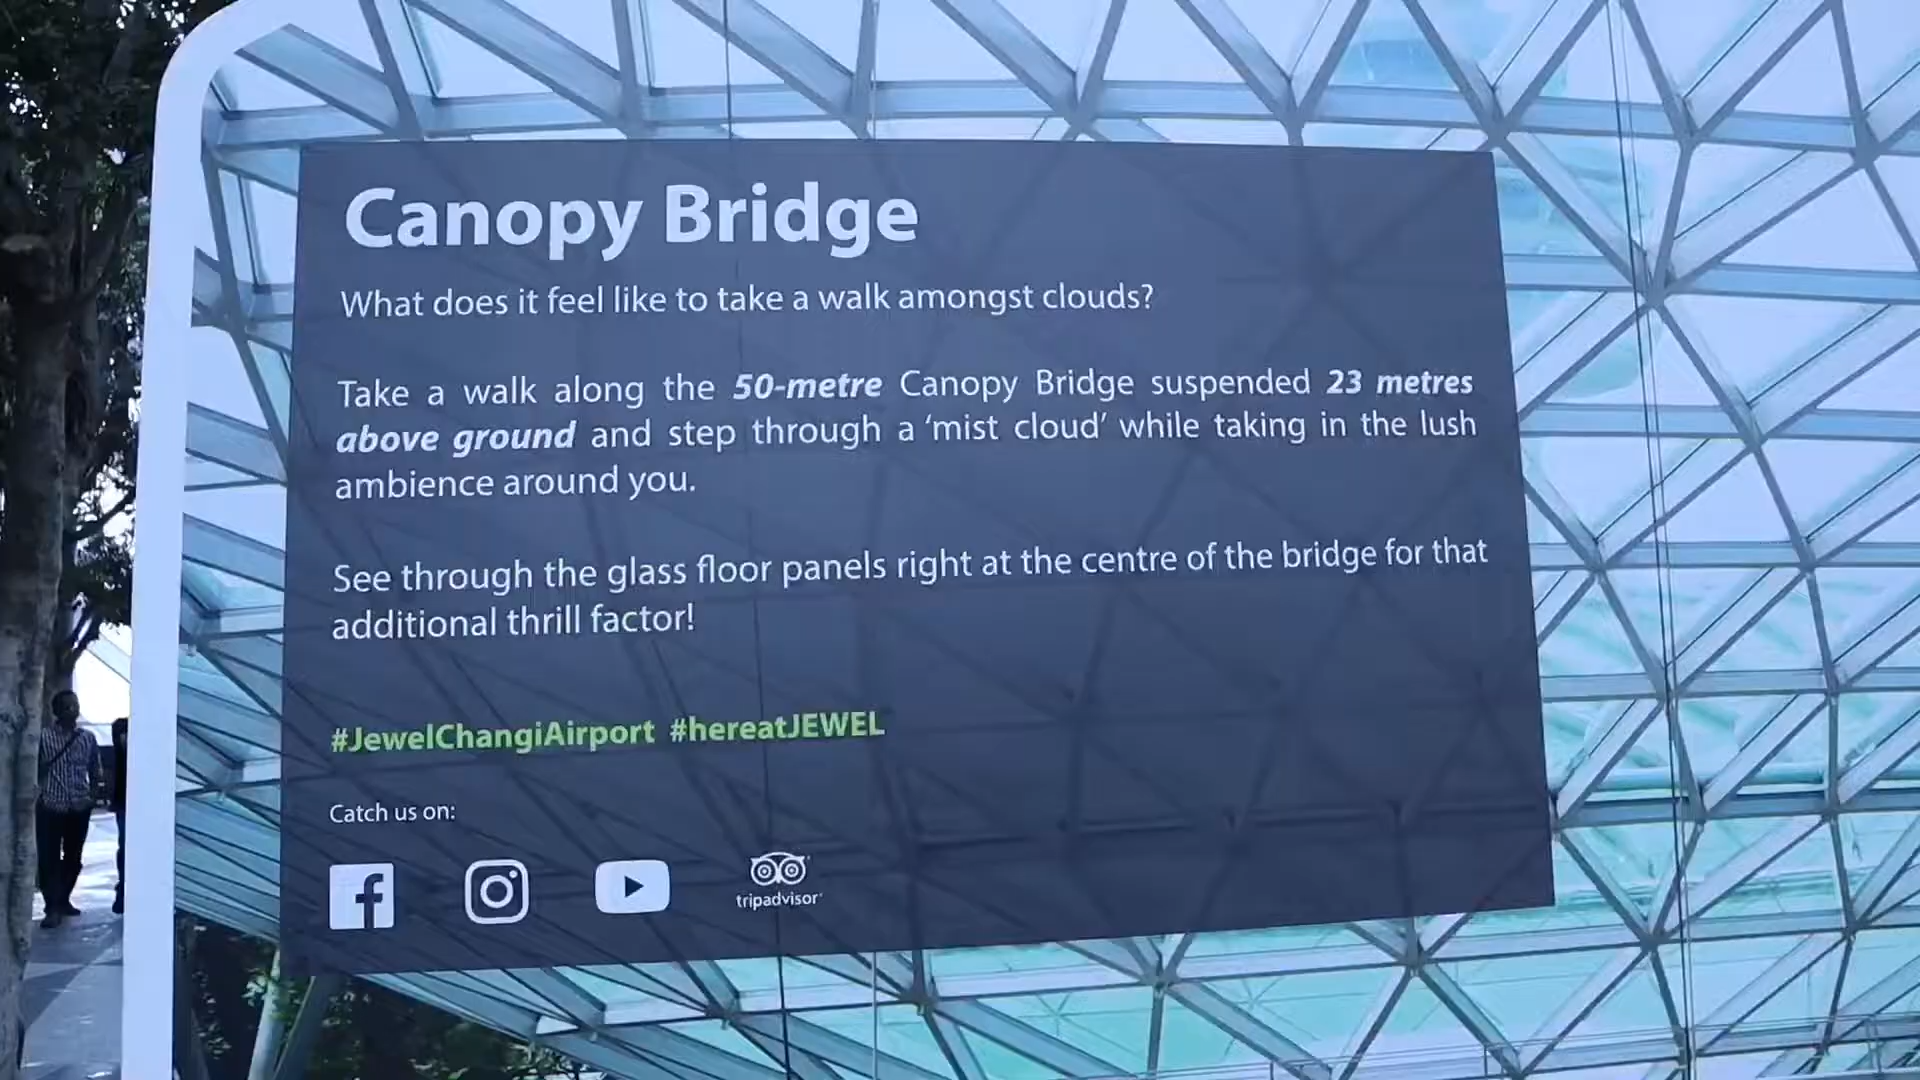 Canopy Bridge
What does it feel like to take a walk amongst clouds?
Take a walk along the 50-metre Canopy Bridge suspended 23 metres
above ground and step through a ‘mist cloud’ while taking in the lush
ambience around you.
See through the glass floor panels right at the centre of the bridge for that
additional thrill factor!
#JewelChangiAirport #hereatJEWEL
Catch us on:
tripadvisor